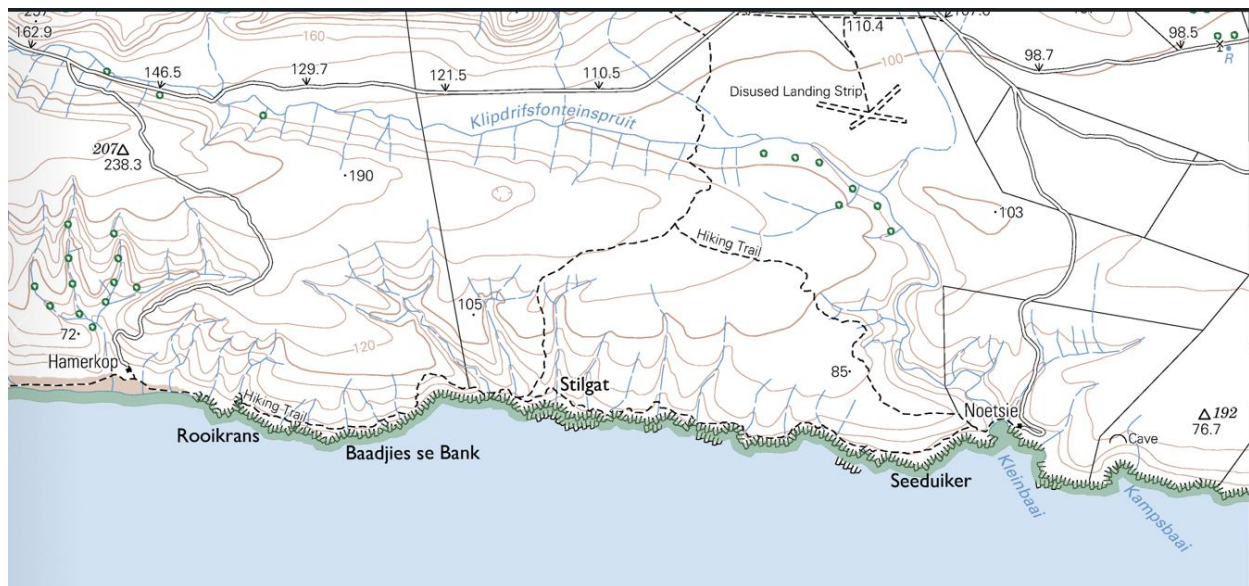 162.9
160
110.4
98.5
146.5
129.7
121.5
110.5
98.7
100
R
Disused Landing Strip
Klipdrifsfonteinspruit
207
238.3
190
103
Hiking Trail
105
72
120
85
Hamerkop
Stilgat
Noetsie
192
76.7
Hiking Trail
Cave
Rooikrans
Baadjies se Bank
Seeduiker
Kleinbaai
Kampsbaai